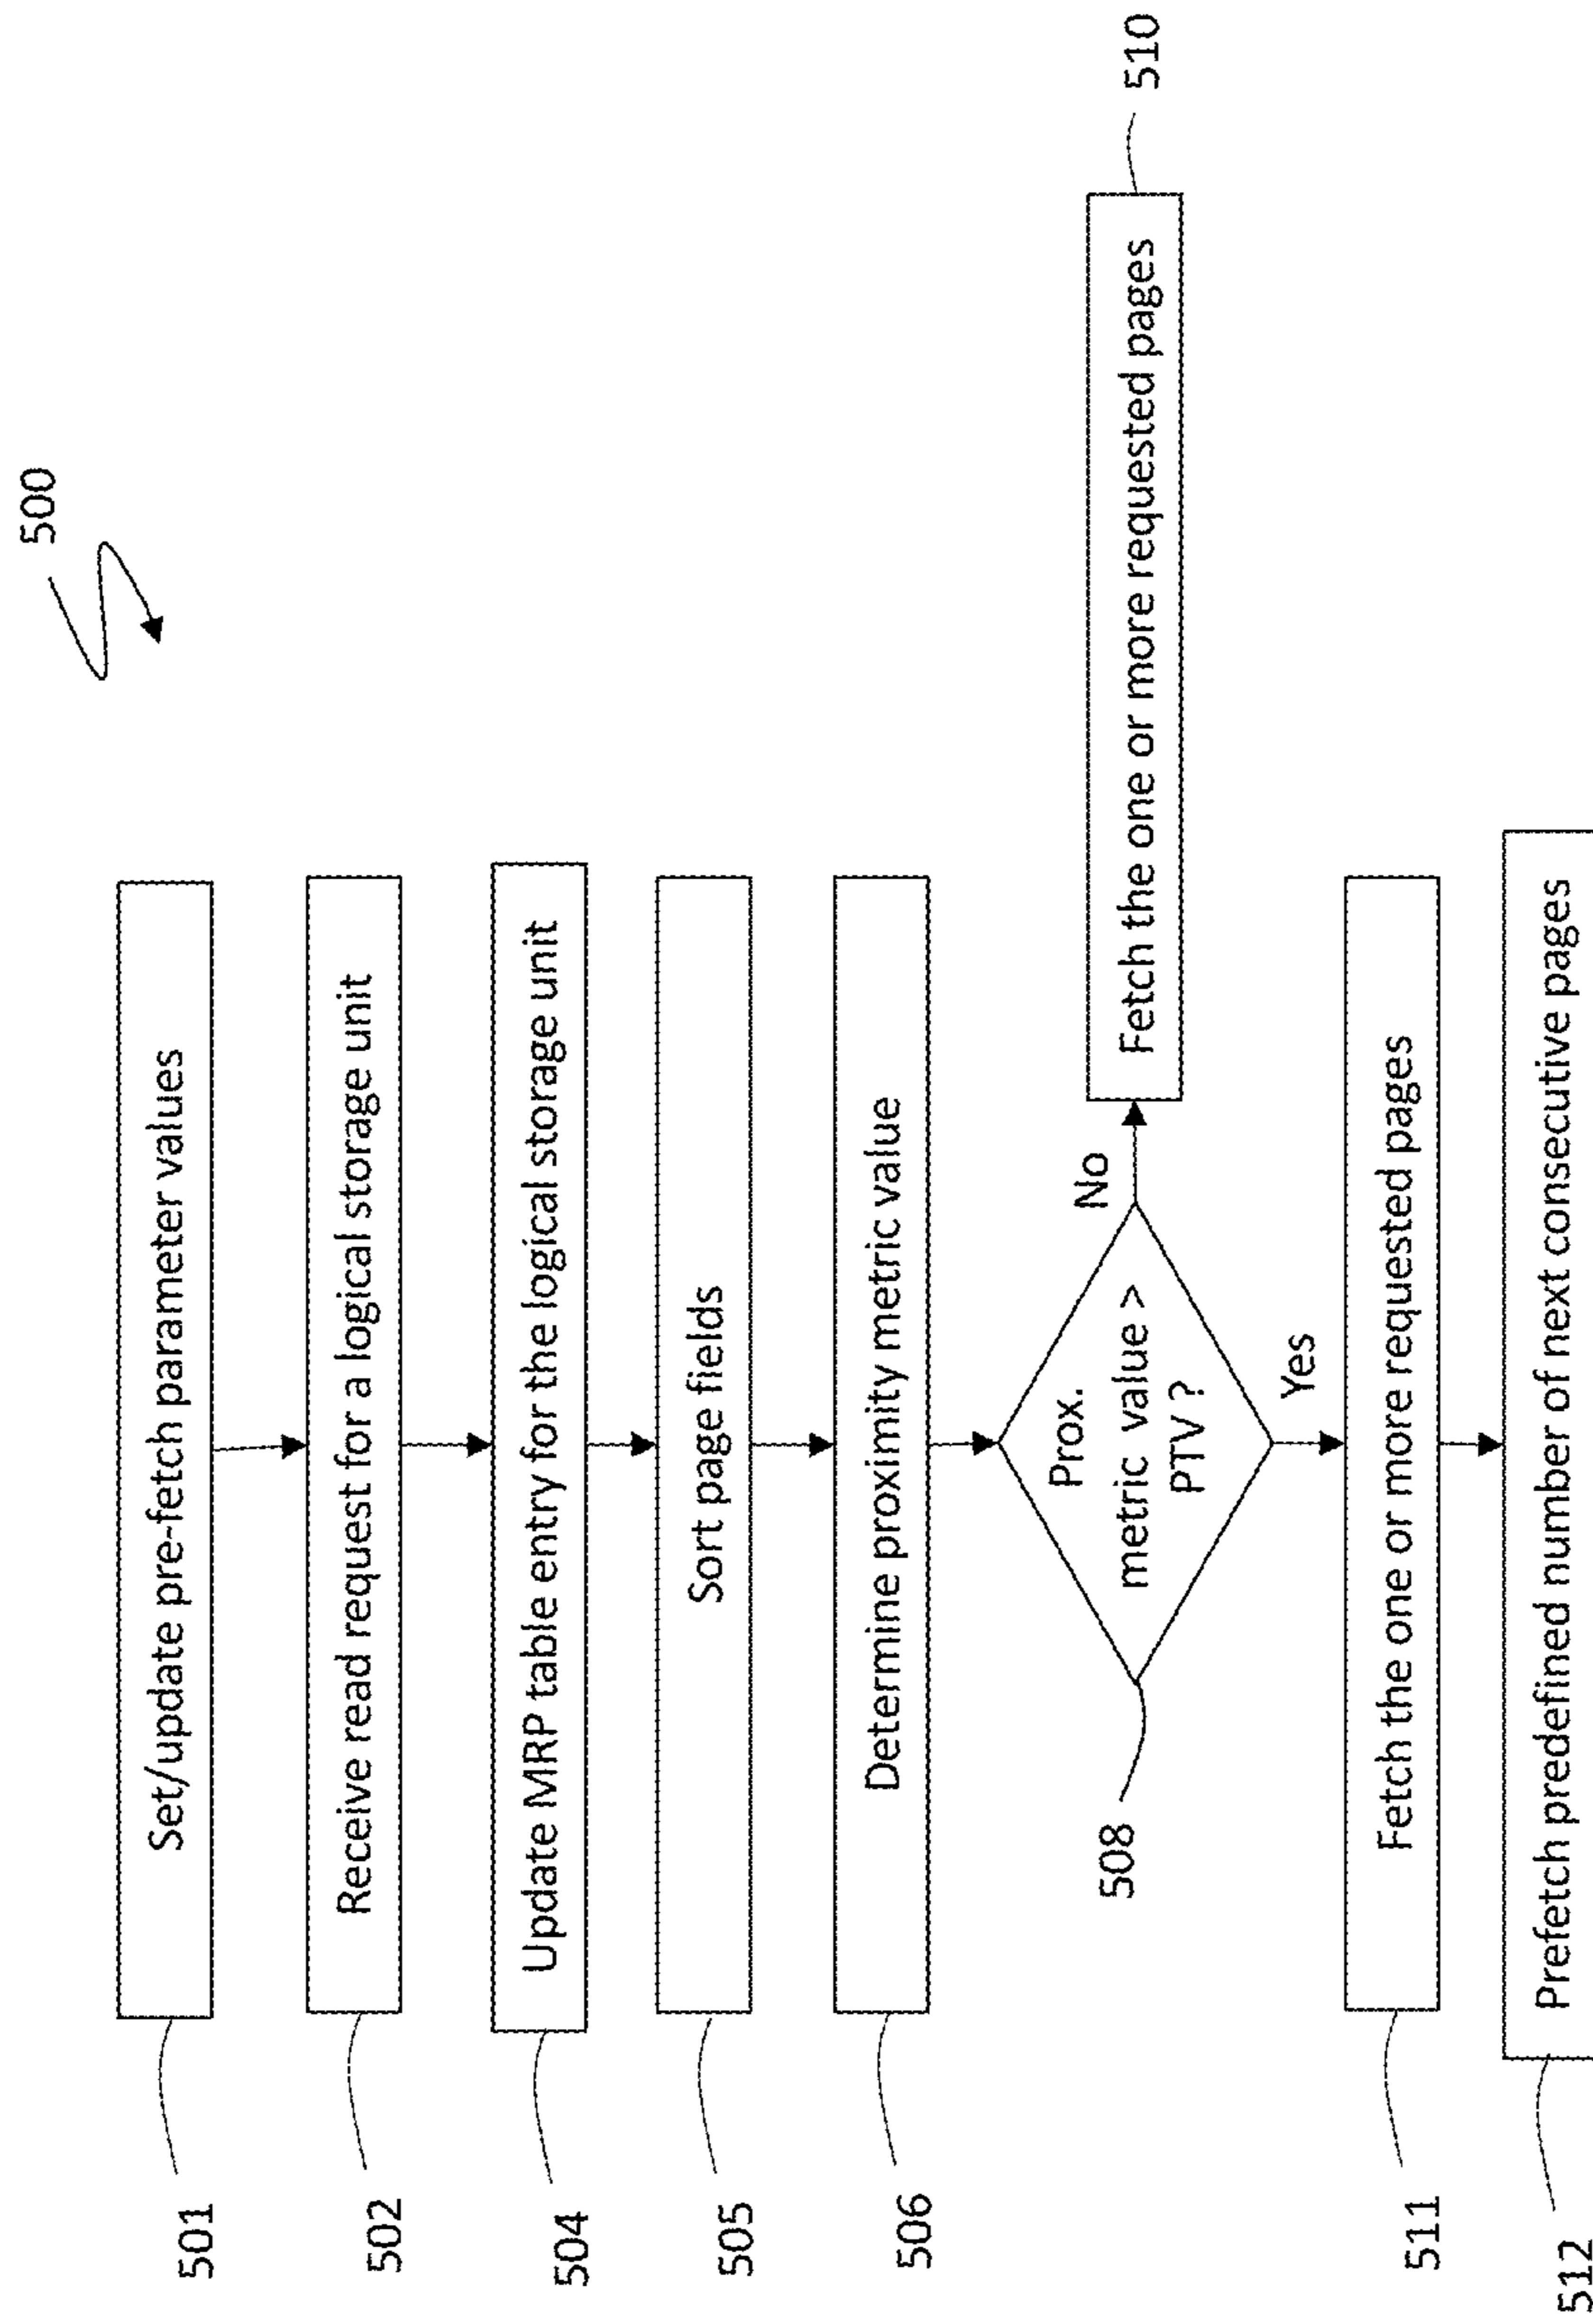 500
501
Set/update pre-fetch parameter values
502
Receive read request for a logical storage unit
504
Update MRP table entry for the logical storage unit
505
Sort page fields
506
Determine proximity metric value
508
Prox.
metric value >
PTV ?
No
510
Fetch the one or more requested pages
Yes
511
Fetch the one or more requested pages
512
Prefetch predefined number of next consecutive pages